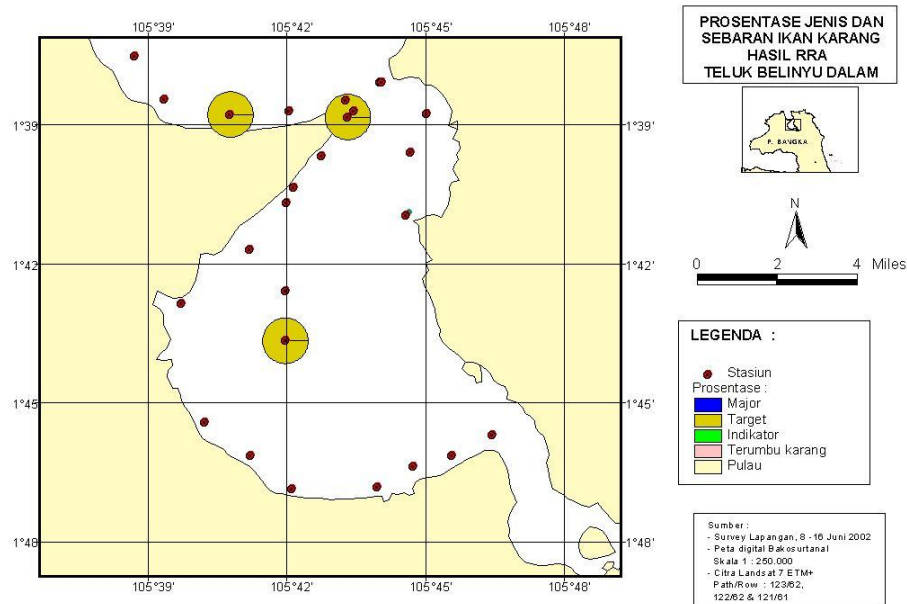 PROSENTASE JENIS DAN
SEBARAN IKAN KARANG
HASIL RRA
TELUK BELINYU DALAM
P. BANGKA
N
0 2 4 Miles
LEGENDA :
Stasiun
Prosentase :
Major
Target
Indikator
Terumbu karang
Pulau
Sumber :
- Survey Lapangan, 8 - 16 Juni 2002
- Peta digital Bakosurtanal
Skala 1 : 250.000
- Citra Landsat 7 ETM+
Path/Row : 123/62,
122/62 & 121/61
105°39' 105°42' 105°45' 105°48'
1°39' 1°39'
1°42' 1°42'
1°45' 1°45'
1°48' 1°48'
105°39' 105°42' 105°45' 105°48'